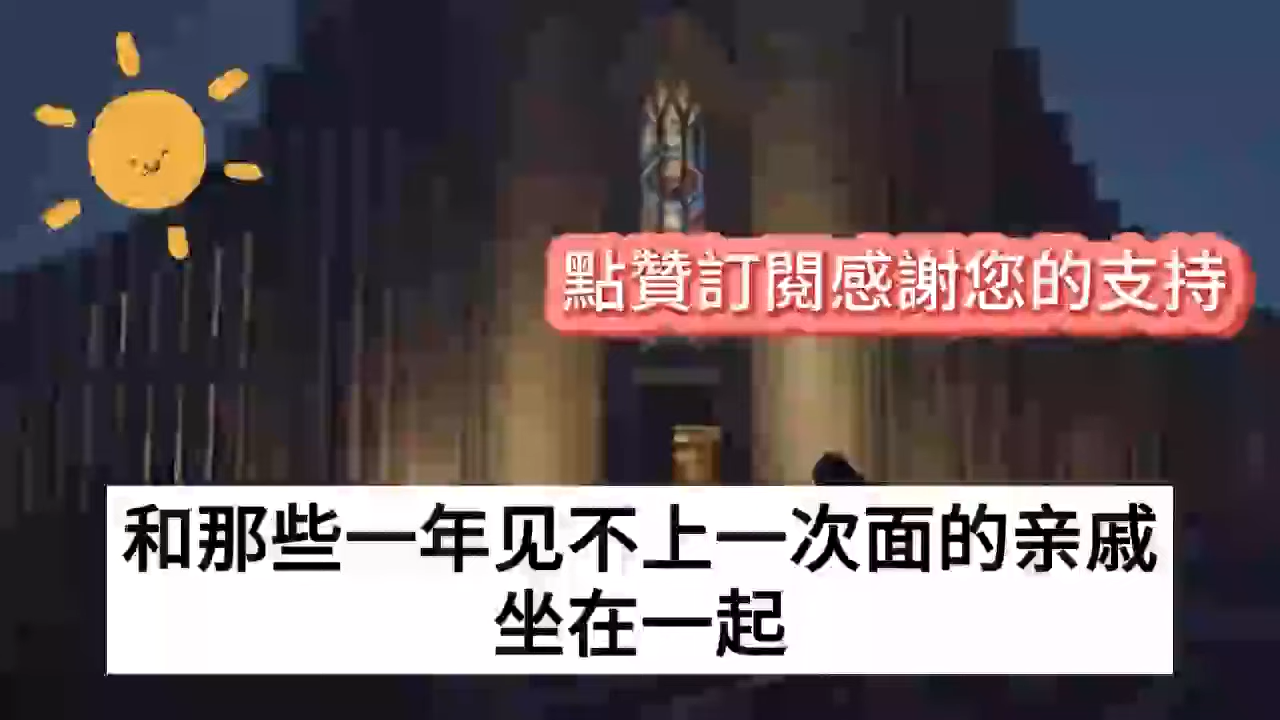 點贊訂閱感謝您的支持
和那些一年见不上一次面的亲戚
坐在一起